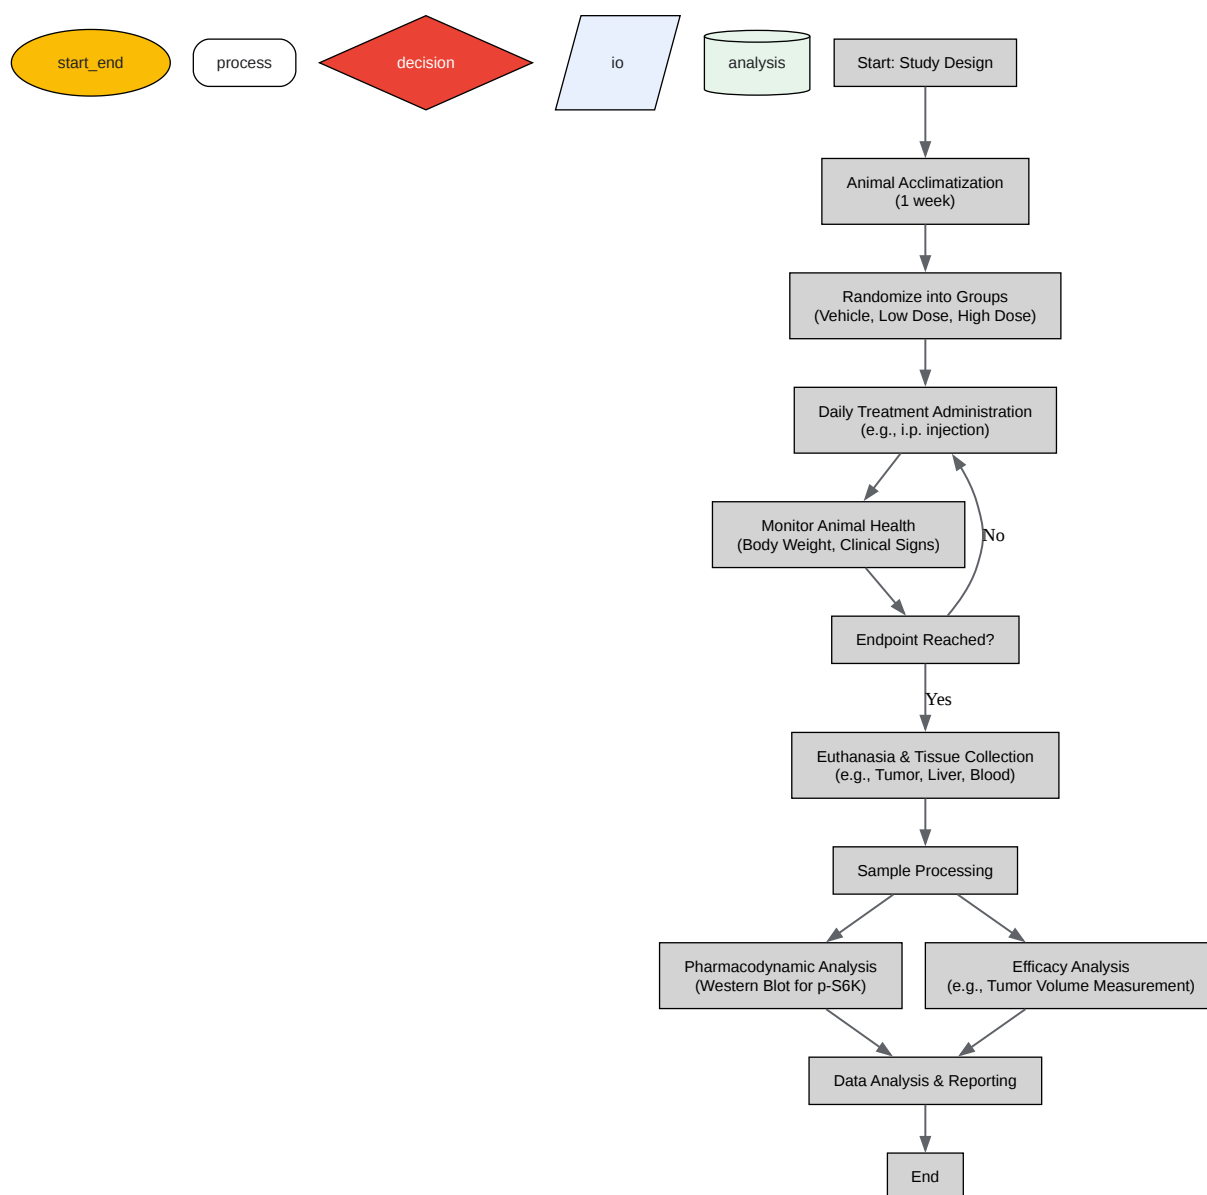 start_end
process
decision
io
analysis
Start: Study Design
Animal Acclimatization
(1 week)
Randomize into Groups
(Vehicle, Low Dose, High Dose)
Daily Treatment Administration
(e.g., i.p. injection)
Monitor Animal Health
(Body Weight, Clinical Signs)
No
Endpoint Reached?
Yes
Euthanasia & Tissue Collection
(e.g., Tumor, Liver, Blood)
Sample Processing
Pharmacodynamic Analysis
(Western Blot for p-S6K)
Efficacy Analysis
(e.g., Tumor Volume Measurement)
Data Analysis & Reporting
End